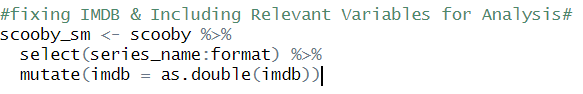 #fixing IMDB & Including Relevant Variables for Analysis#
scooby_sm <- scooby %>%
  select(series_name:format) %>%
  mutate(imdb = as.double(imdb))